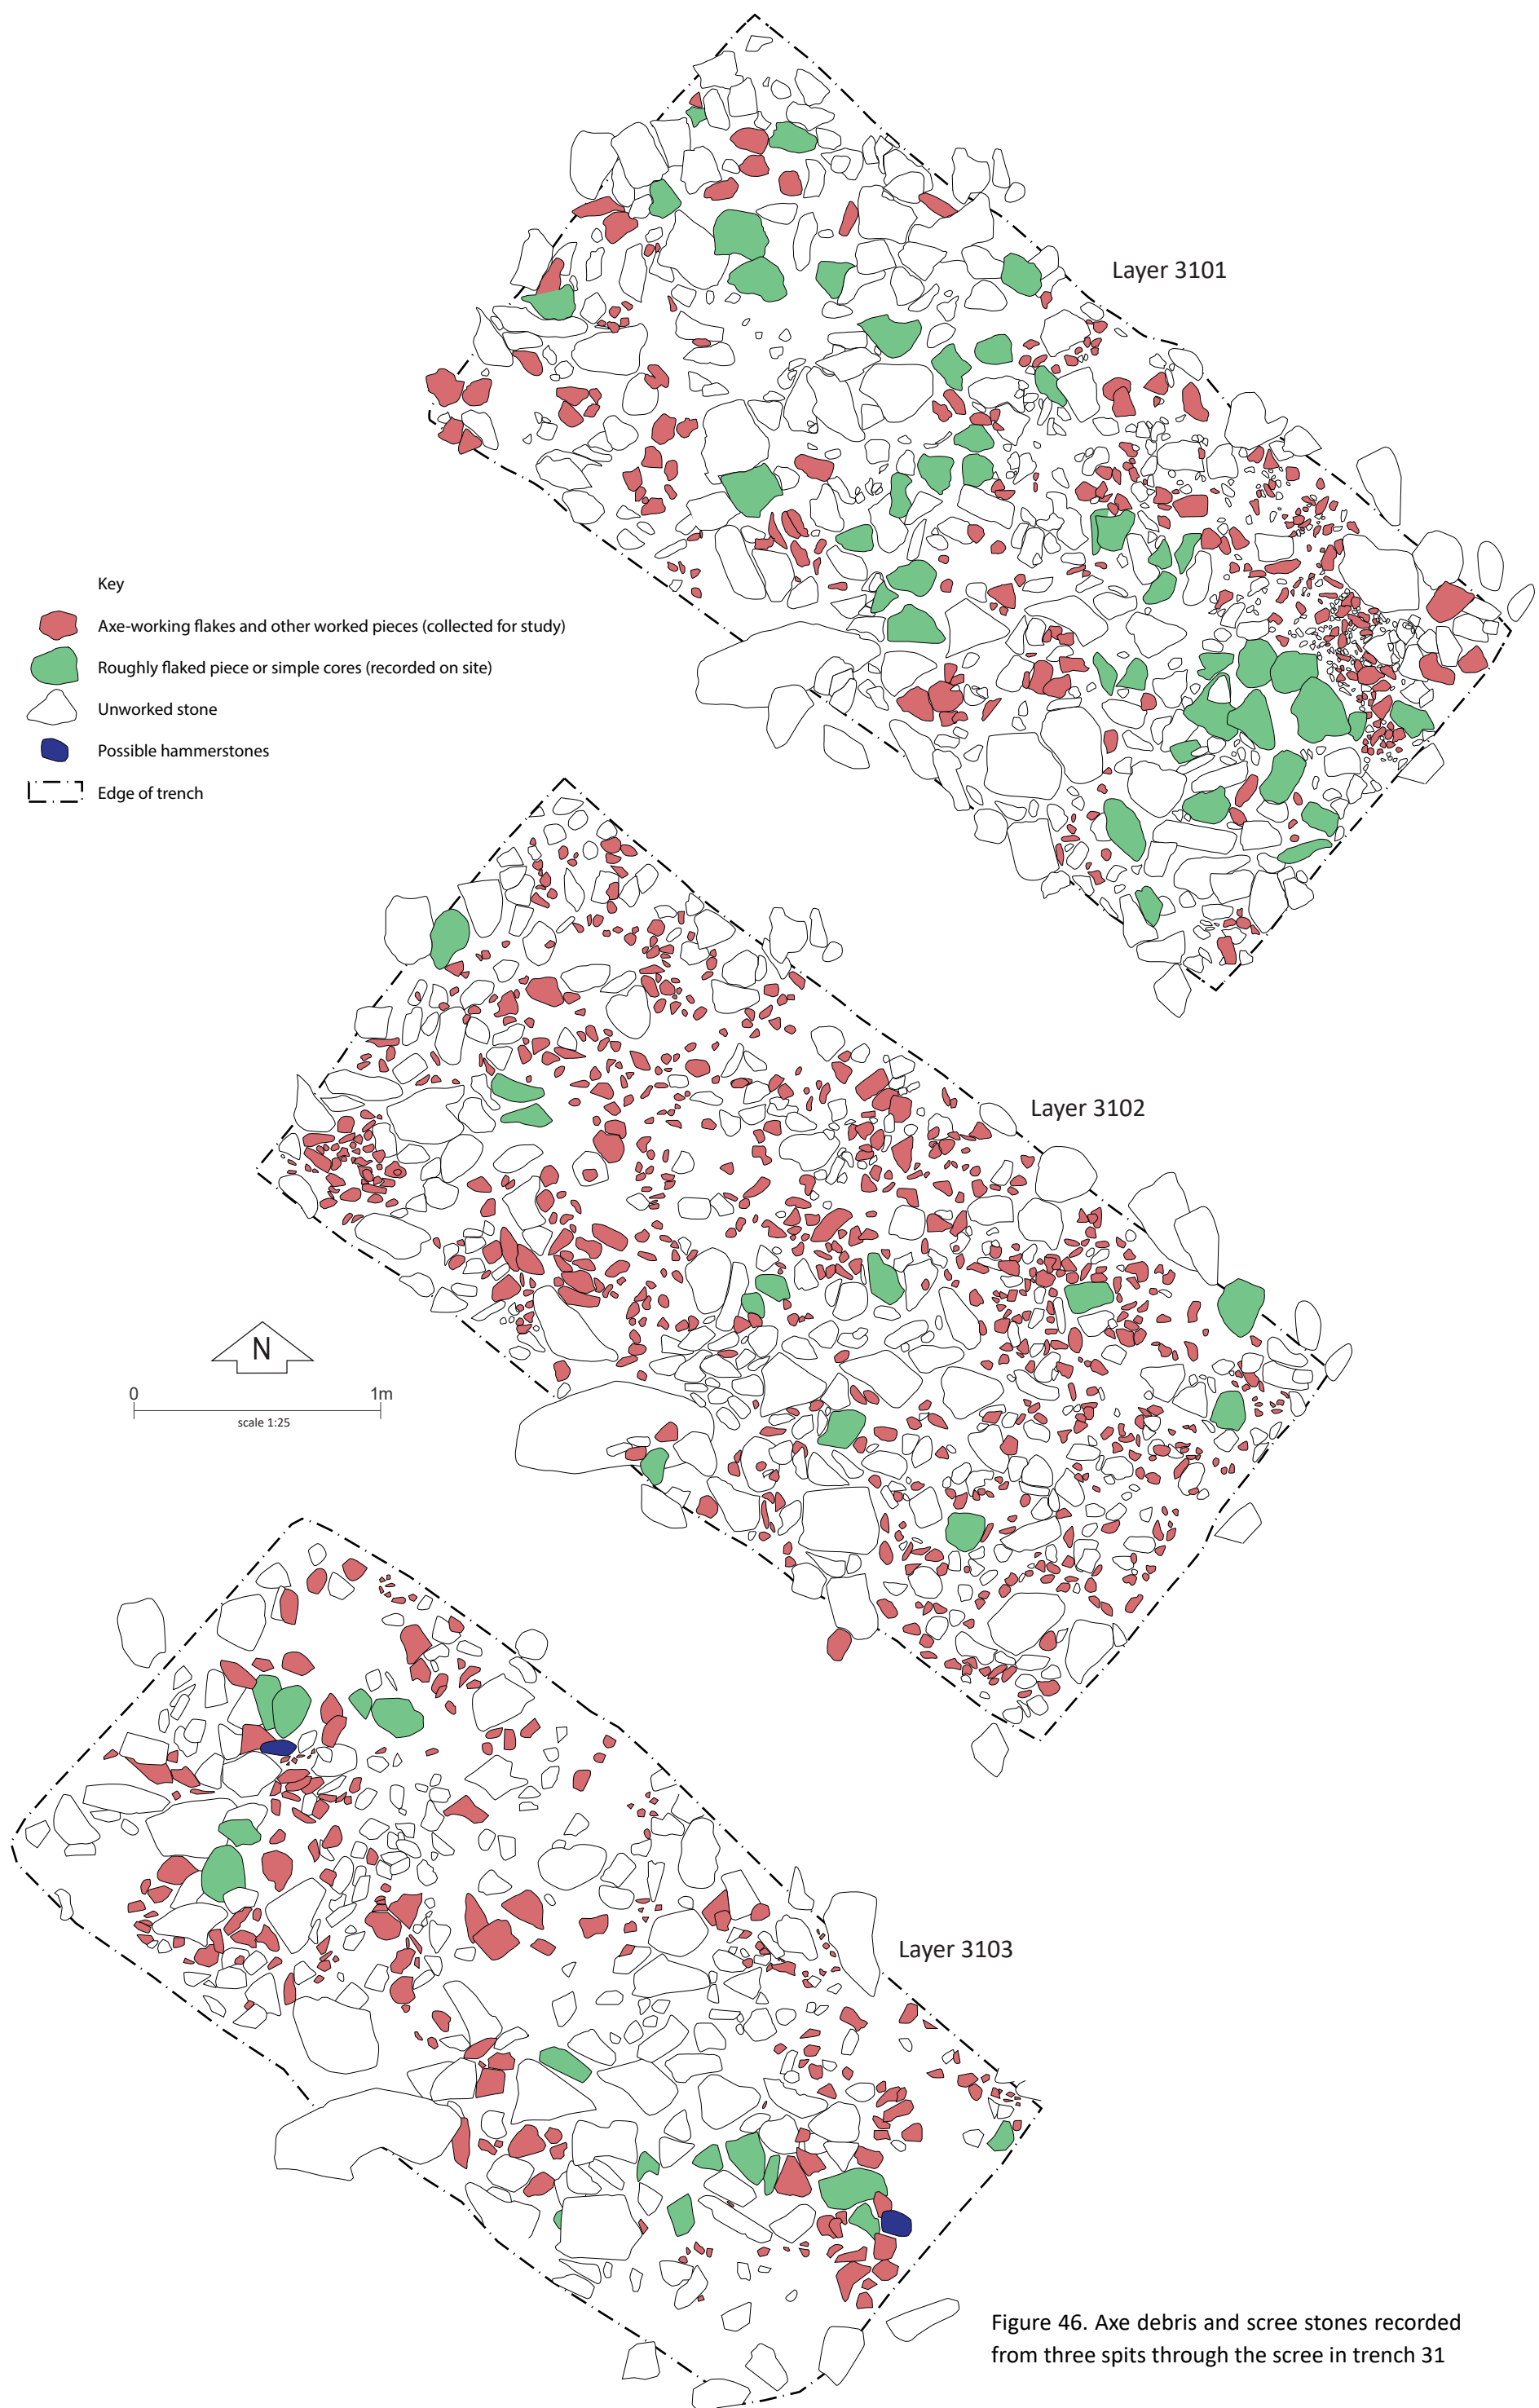 Layer 3101
Key
Axe-working flakes and other worked pieces (collected for study)
Roughly flaked piece or simple cores (recorded on site)
Unworked stone
Possible hammerstones
Edge of trench
Layer 3102
N
0 1m
scale 1:25
Layer 3103
Figure 46. Axe debris and scree stones recorded
from three spits through the scree in trench 31